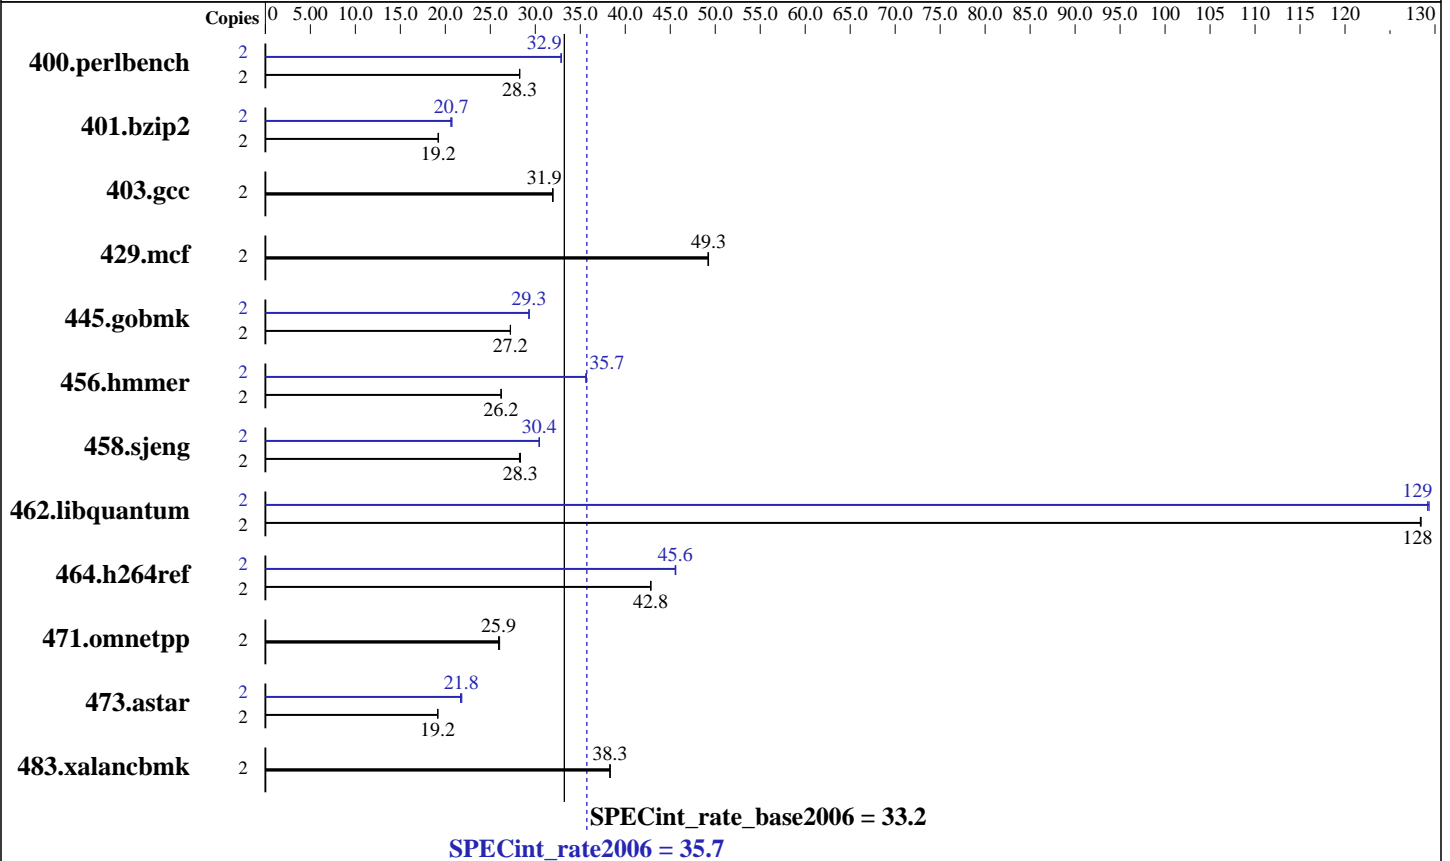 Copies 0 5.00 10.0 15.0 20.0 25.0 30.0 35.0 40.0 45.0 50.0 55.0 60.0 65.0 70.0 75.0 80.0 85.0 90.0 95.0 100 105 110 115 120 130
400.perlbench 2 32.9
2 28.3
401.bzip2 2 20.7
2 19.2
403.gcc 2 31.9
429.mcf 2 49.3
445.gobmk 2 29.3
2 27.2
456.hmmer 2 35.7
2 26.2
458.sjeng 2 30.4
2 28.3
462.libquantum 2 129
2 128
464.h264ref 2 45.6
2 42.8
471.omnetpp 2 25.9
473.astar 2 21.8
2 19.2
483.xalancbmk 2 38.3
SPECint_rate_base2006 = 33.2
SPECint_rate2006 = 35.7